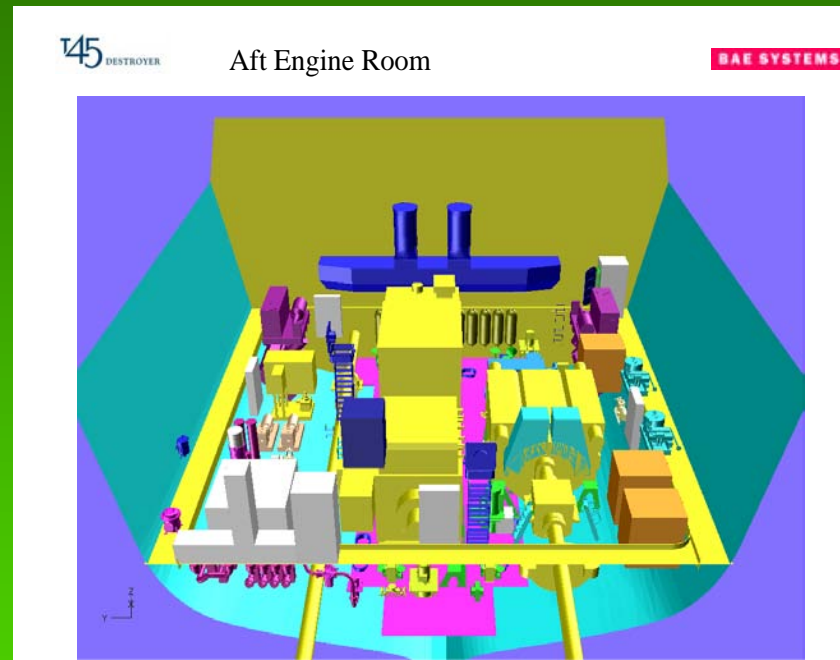 T45 DESTROYER
Aft Engine Room
BAE SYSTEMS
Z
X
Y